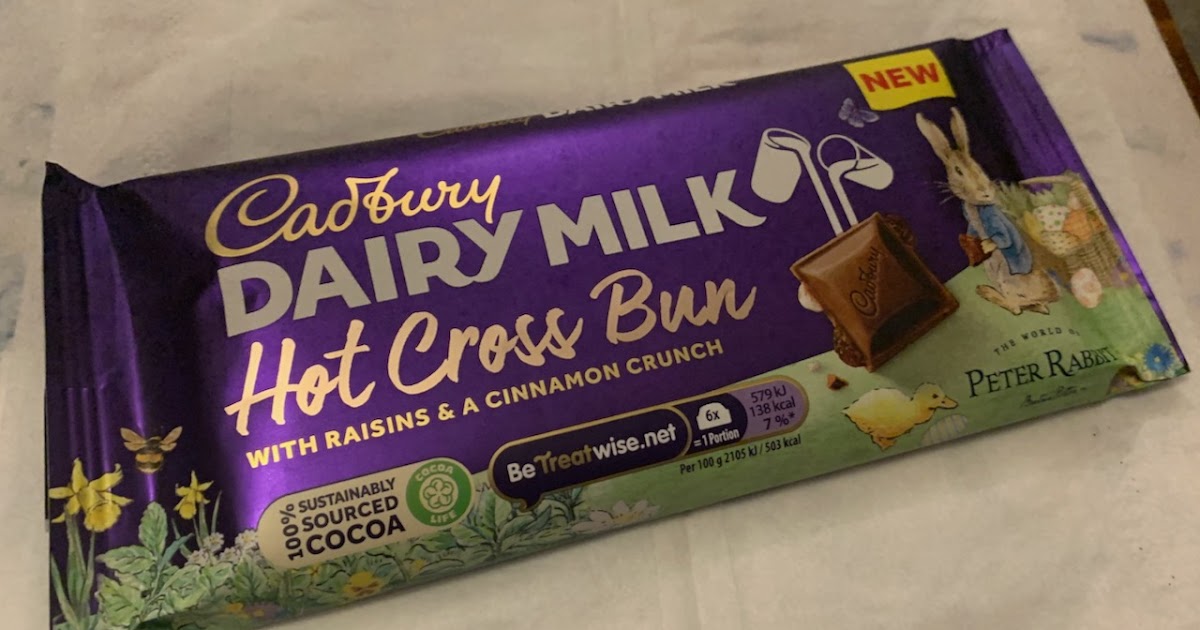 Cadbury
DAIRY MILK
NEW
Cadbury
DAIRY MILK
Hot Cross Bun
WITH RAISINS & A CINNAMON CRUNCH
Cadbury
100% SUSTAINABLY
SOURCED
COCOA
COCOA
LIFE
BeTreatwise.net
6x
= 1 Portion
579 kJ
138 kcal
7 %*
Per 100 g 2105 kJ / 503 kcal
THE WORLD OF
PETER RABBIT